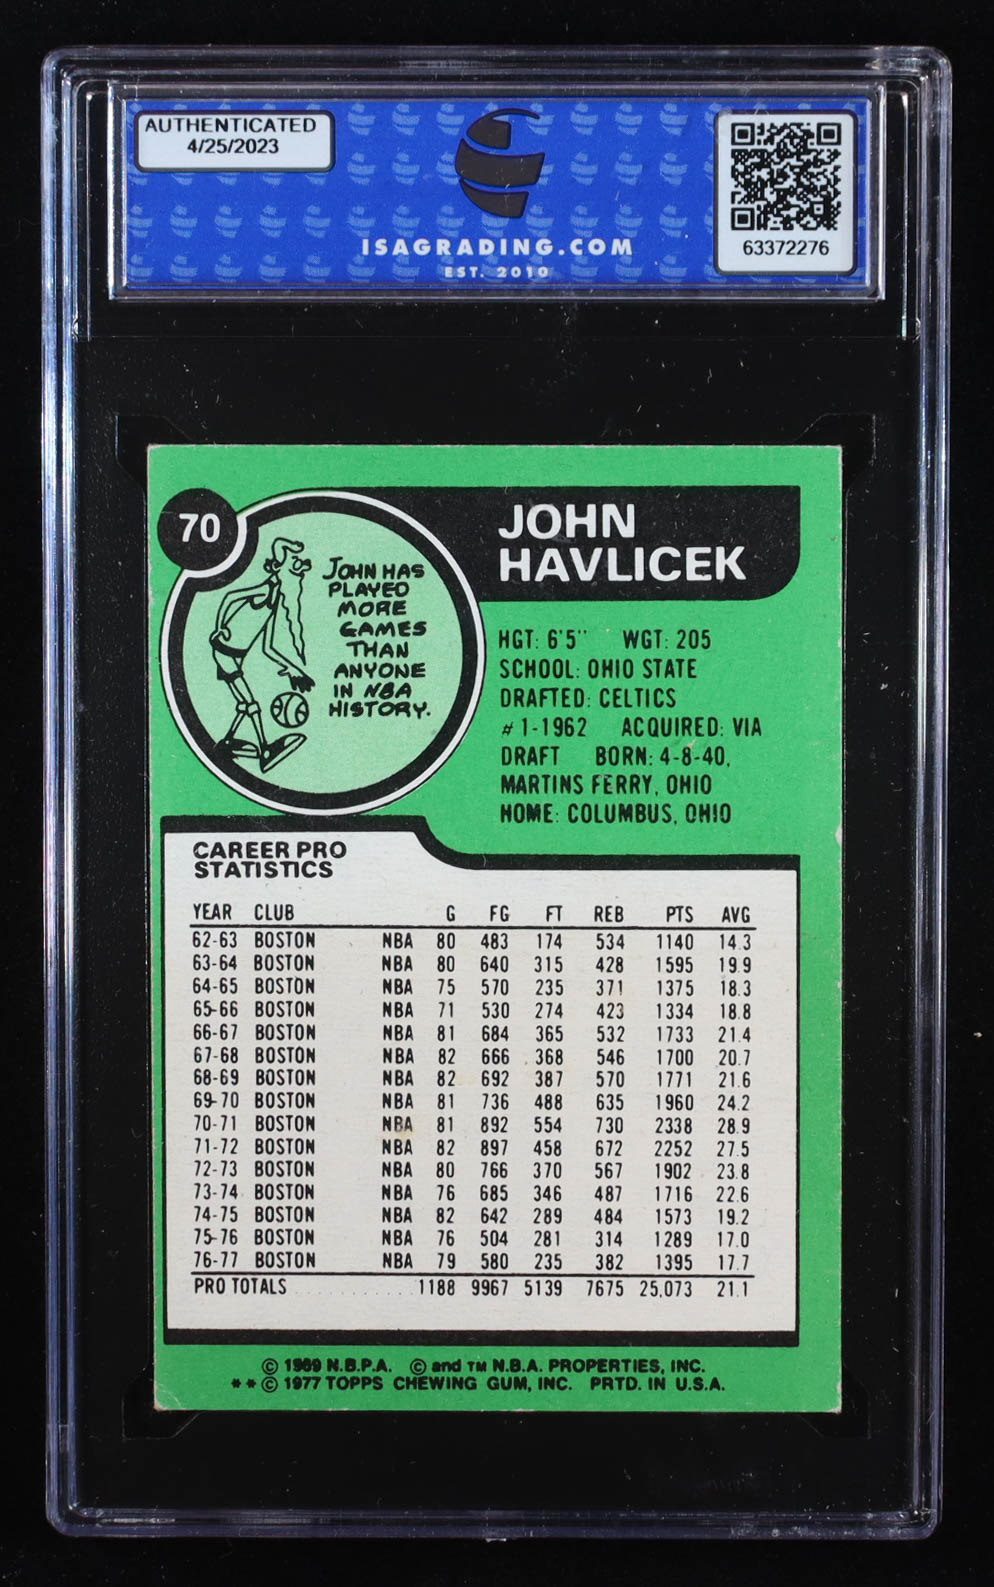 AUTHENTICATED
4/25/2023
ISAGRADING.COM
EST. 2010
63372276
70
JOHN
HAVLICEK
JOHN HAS
PLAYED
MORE
GAMES
THAN
ANYONE
IN NBA
HISTORY.
HGT: 6'5" WGT: 205
SCHOOL: OHIO STATE
DRAFTED: CELTICS
#1-1962 ACQUIRED: VIA
DRAFT BORN: 4-8-40,
MARTINS FERRY, OHIO
HOME: COLUMBUS, OHIO
CAREER PRO
STATISTICS
YEAR CLUB G FG FT REB PTS AVG
62-63 BOSTON NBA 80 483 174 534 1140 14.3
63-64 BOSTON NBA 80 640 315 428 1595 19.9
64-65 BOSTON NBA 75 570 235 371 1375 18.3
65-66 BOSTON NBA 71 530 274 423 1334 18.8
66-67 BOSTON NBA 81 684 365 532 1733 21.4
67-68 BOSTON NBA 82 666 368 546 1700 20.7
68-69 BOSTON NBA 82 692 387 570 1771 21.6
69-70 BOSTON NBA 81 736 488 635 1960 24.2
70-71 BOSTON NBA 81 892 554 730 2338 28.9
71-72 BOSTON NBA 82 897 458 672 2252 27.5
72-73 BOSTON NBA 80 766 370 567 1902 23.8
73-74 BOSTON NBA 76 685 346 487 1716 22.6
74-75 BOSTON NBA 82 642 289 484 1573 19.2
75-76 BOSTON NBA 76 504 281 314 1289 17.0
76-77 BOSTON NBA 79 580 235 382 1395 17.7
PRO TOTALS . . . . . . . . . . . 1188 9967 5139 7675 25,073 21.1
© 1969 N.B.P.A. © and TM N.B.A. PROPERTIES, INC.
** © 1977 TOPPS CHEWING GUM, INC. PRTD. IN U.S.A.